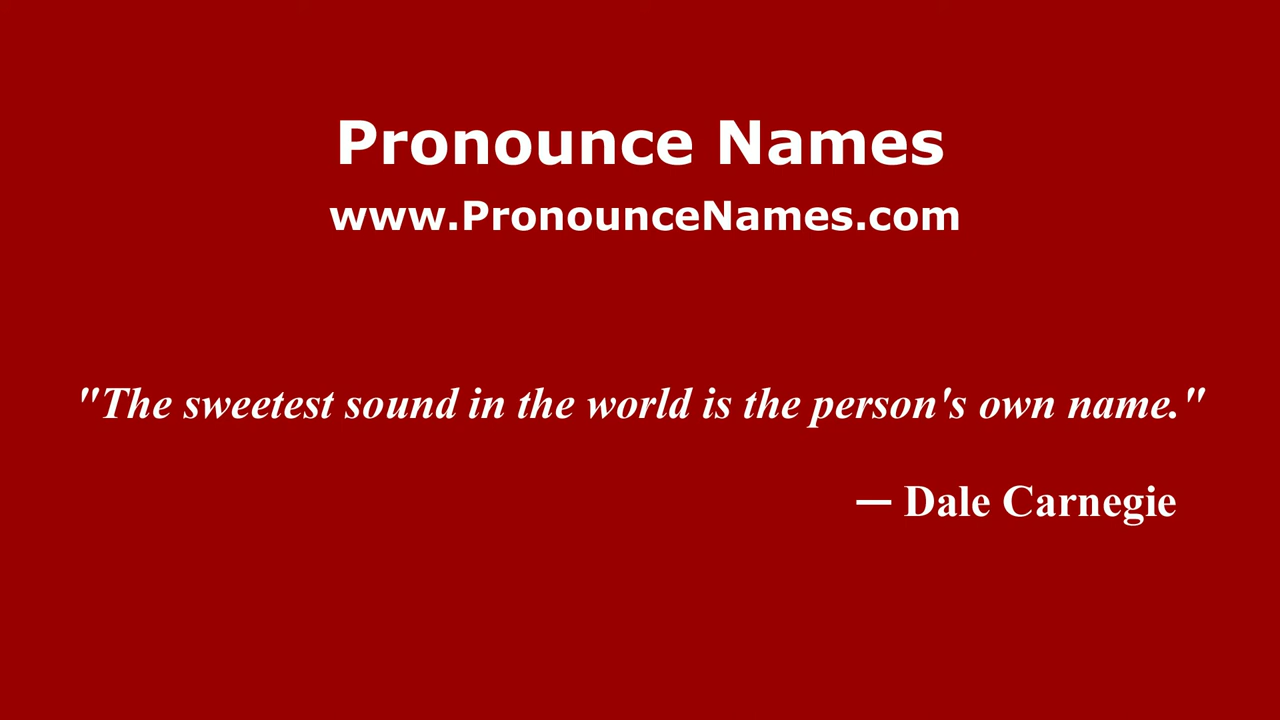 Pronounce Names
www.PronounceNames.com
"The sweetest sound in the world is the person's own name."
— Dale Carnegie